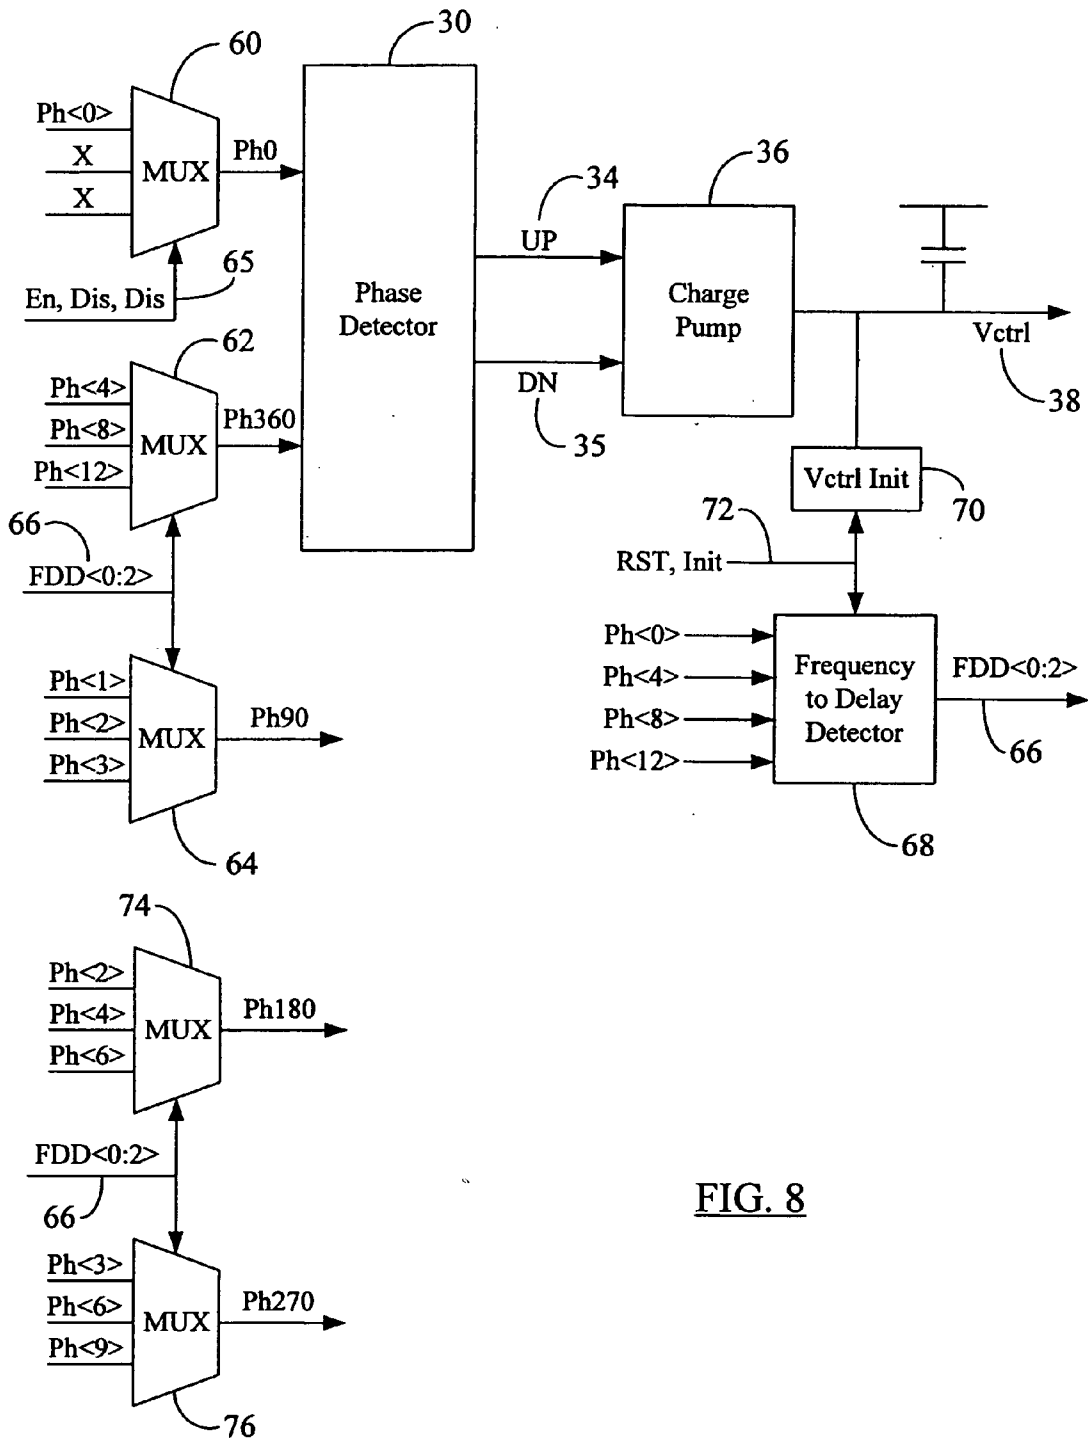 60
30
Ph<0>
X
X
MUX
Ph0
65
En, Dis, Dis
Phase
Detector
34
UP
DN
35
36
Charge
Pump
Vctrl
38
62
Ph<4>
Ph<8>
Ph<12>
MUX
Ph360
66
FDD<0:2>
Vctrl Init
70
72
RST, Init
Ph<1>
Ph<2>
Ph<3>
MUX
Ph90
64
Ph<0>
Ph<4>
Ph<8>
Ph<12>
Frequency
to Delay
Detector
FDD<0:2>
66
68
74
Ph<2>
Ph<4>
Ph<6>
MUX
Ph180
FDD<0:2>
66
Ph<3>
Ph<6>
Ph<9>
MUX
Ph270
76
FIG. 8